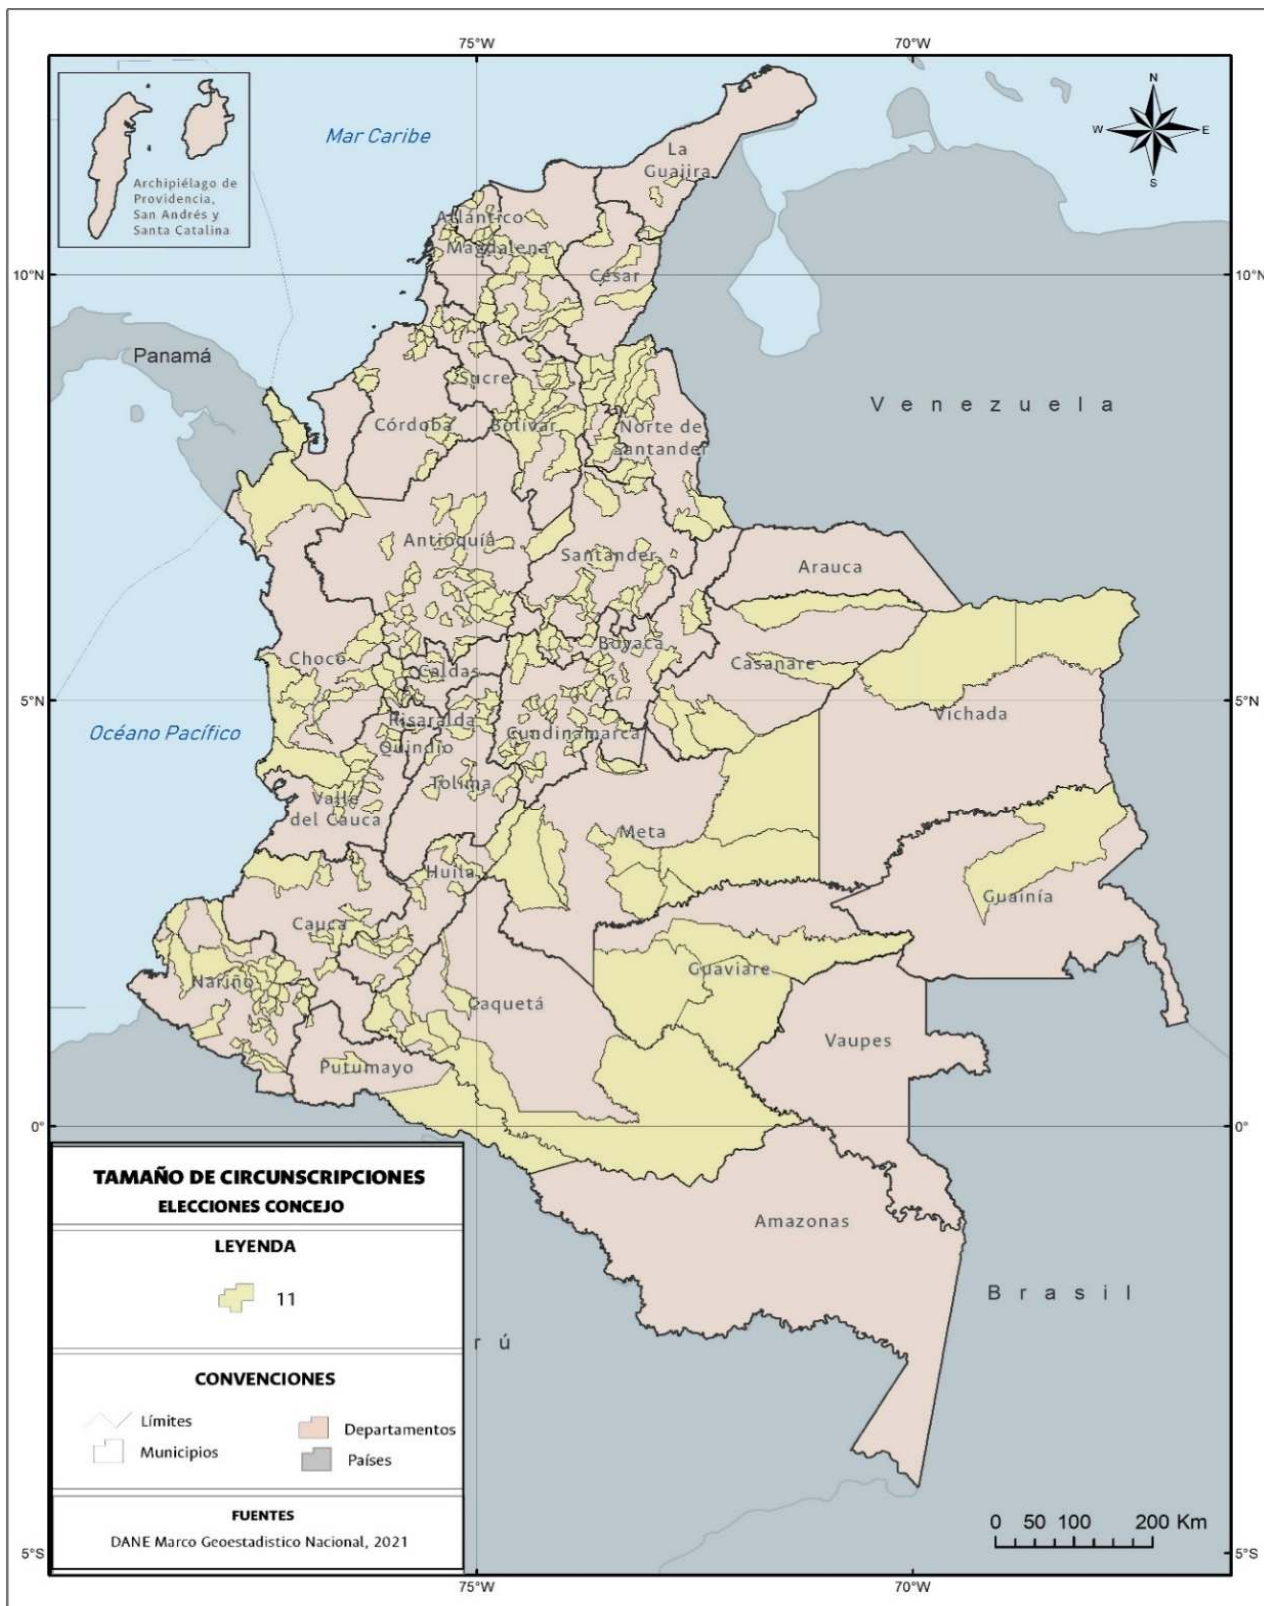 75°W
70°W
N
W
E
S
Mar Caribe
La
Guajira
Archipiélago de
Providencia,
San Andrés y
Santa Catalina
Atlántico
Magdalena
10°N
10°N
Cesar
Panamá
Sucre
Venezuela
Córdoba
Bolívar
Norte de
Santander
Antioquia
Santander
Arauca
Boyacá
Chocó
Casanare
Caldas
5°N
5°N
Risaralda
Vichada
Océano Pacífico
Quindío
Cundinamarca
Tolima
Valle
del Cauca
Meta
Huila
Guainía
Cauca
Guaviare
Nariño
Caquetá
Vaupes
Putumayo
0°
0°
TAMAÑO DE CIRCUNSCRIPCIONES
ELECCIONES CONCEJO
Amazonas
LEYENDA
Brasil
11
rú
CONVENCIONES
Límites
Departamentos
Municipios
Países
FUENTES
DANE Marco Geoestadistico Nacional, 2021
0 50 100 200 Km
5°S
5°S
75°W
70°W